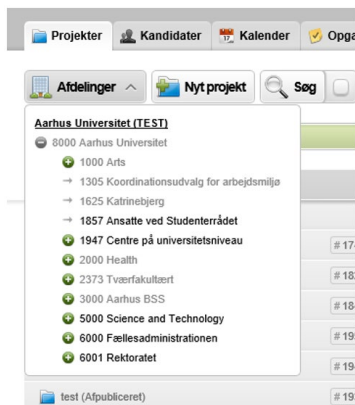 Projekter Kandidater Kalender
Afdelinger Nyt projekt Søg
Aarhus Universitet (TEST)
8000 Aarhus Universitet
1000 Arts
1305 Koordinationsudvalg for arbejdsmiljø
1625 Katrinebjerg
1857 Ansatte ved Studenterrådet
1947 Centre på universitetsniveau
2000 Health
2373 Tværfakultært
3000 Aarhus BSS
5000 Science and Technology
6000 Fællesadministrationen
6001 Rektoratet
test (Afpubliceret)